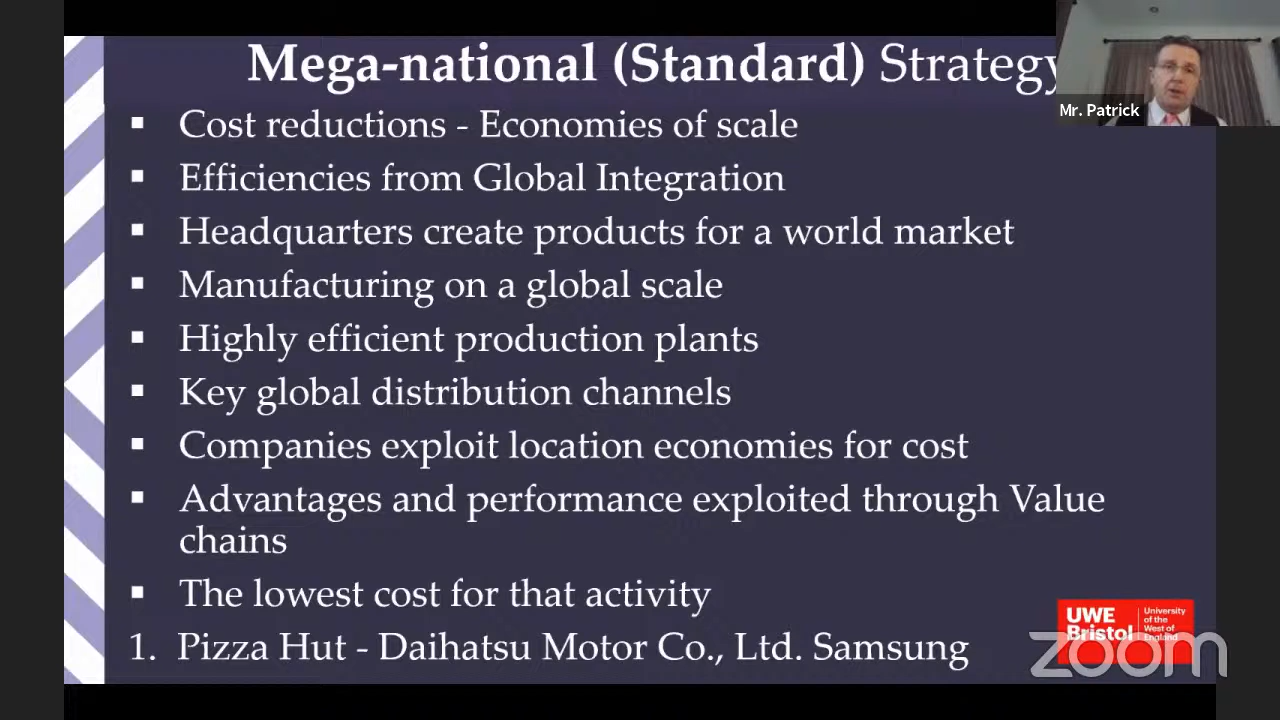 Mega-national (Standard) Strategy
Mr. Patrick
▪ Cost reductions - Economies of scale
▪ Efficiencies from Global Integration
▪ Headquarters create products for a world market
▪ Manufacturing on a global scale
▪ Highly efficient production plants
▪ Key global distribution channels
▪ Companies exploit location economies for cost
▪ Advantages and performance exploited through Value
chains
▪ The lowest cost for that activity
1. Pizza Hut - Daihatsu Motor Co., Ltd. Samsung
UWE
Bristol
University
of the
West of
England
zoom